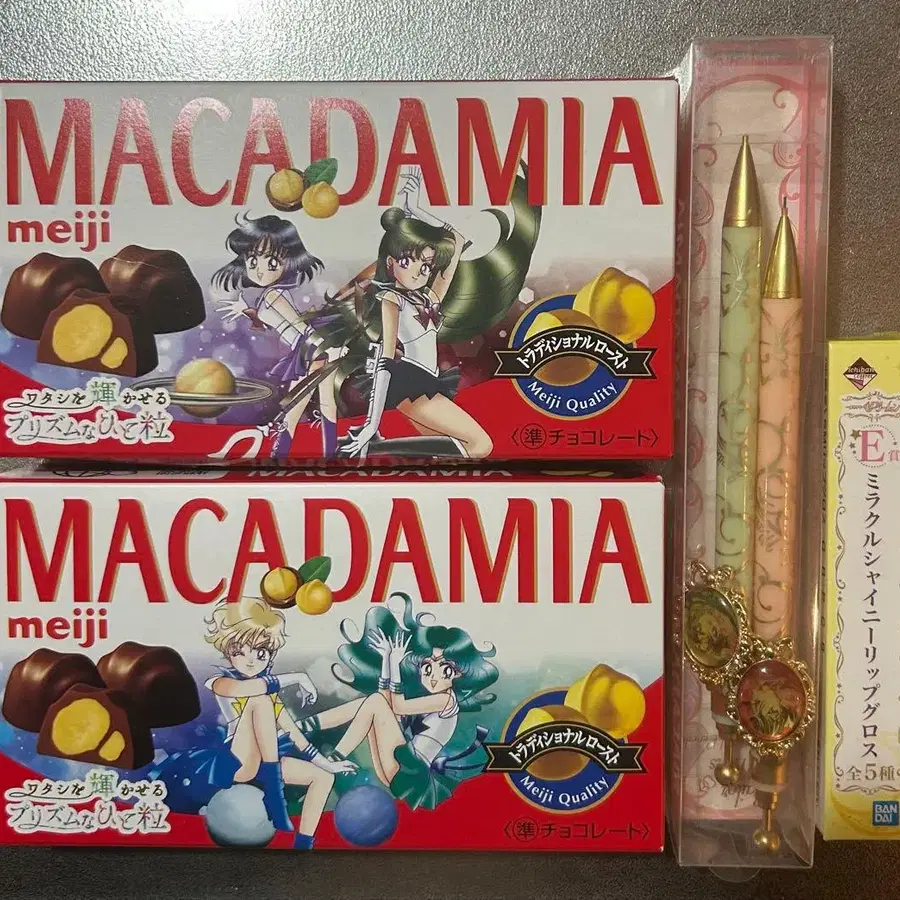 MACADAMIA
meiji
トラディショナルロースト
Meiji Quality
ワタシを輝かせる
プリズムなひと粒
〈準チョコレート〉
MACADAMIA
meiji
トラディショナルロースト
Meiji Quality
ワタシを輝かせる
プリズムなひと粒
〈準チョコレート〉
E賞
ミラクルシャイニーリップグロス
全5種
BAN
DAI